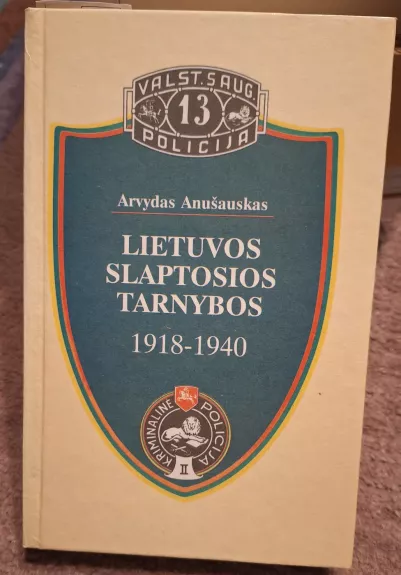 VALST. SAUG.
13
POLICIJA
Arvydas Anušauskas
LIETUVOS
SLAPTOSIOS
TARNYBOS
1918-1940
KRIMINALINĖ
POLICIJA
II